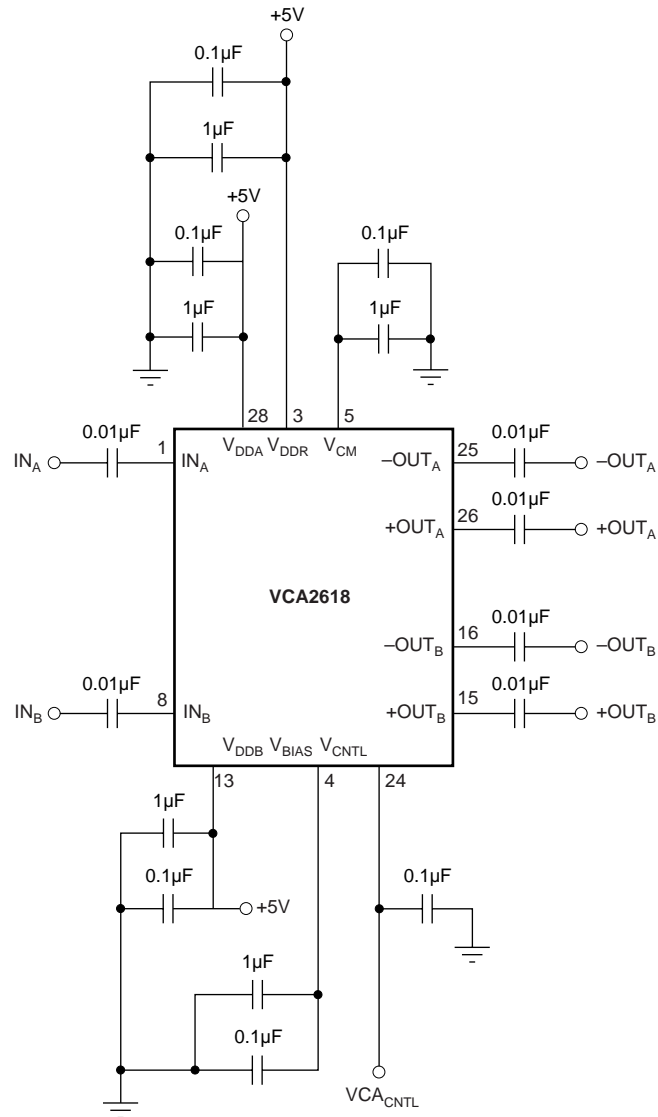 +5V
0.1µF
1µF
+5V
0.1µF
0.1µF
1µF
1µF
28 3 5
0.01µF 1 V_DDA V_DDR V_CM 25 0.01µF
IN_A IN_A –OUT_A –OUT_A
26 0.01µF
+OUT_A +OUT_A
VCA2618
16 0.01µF
–OUT_B –OUT_B
0.01µF 8 15 0.01µF
IN_B IN_B +OUT_B +OUT_B
V_DDB V_BIAS V_CNTL
13 4 24
1µF
0.1µF 0.1µF
+5V
1µF
0.1µF
VCA_CNTL